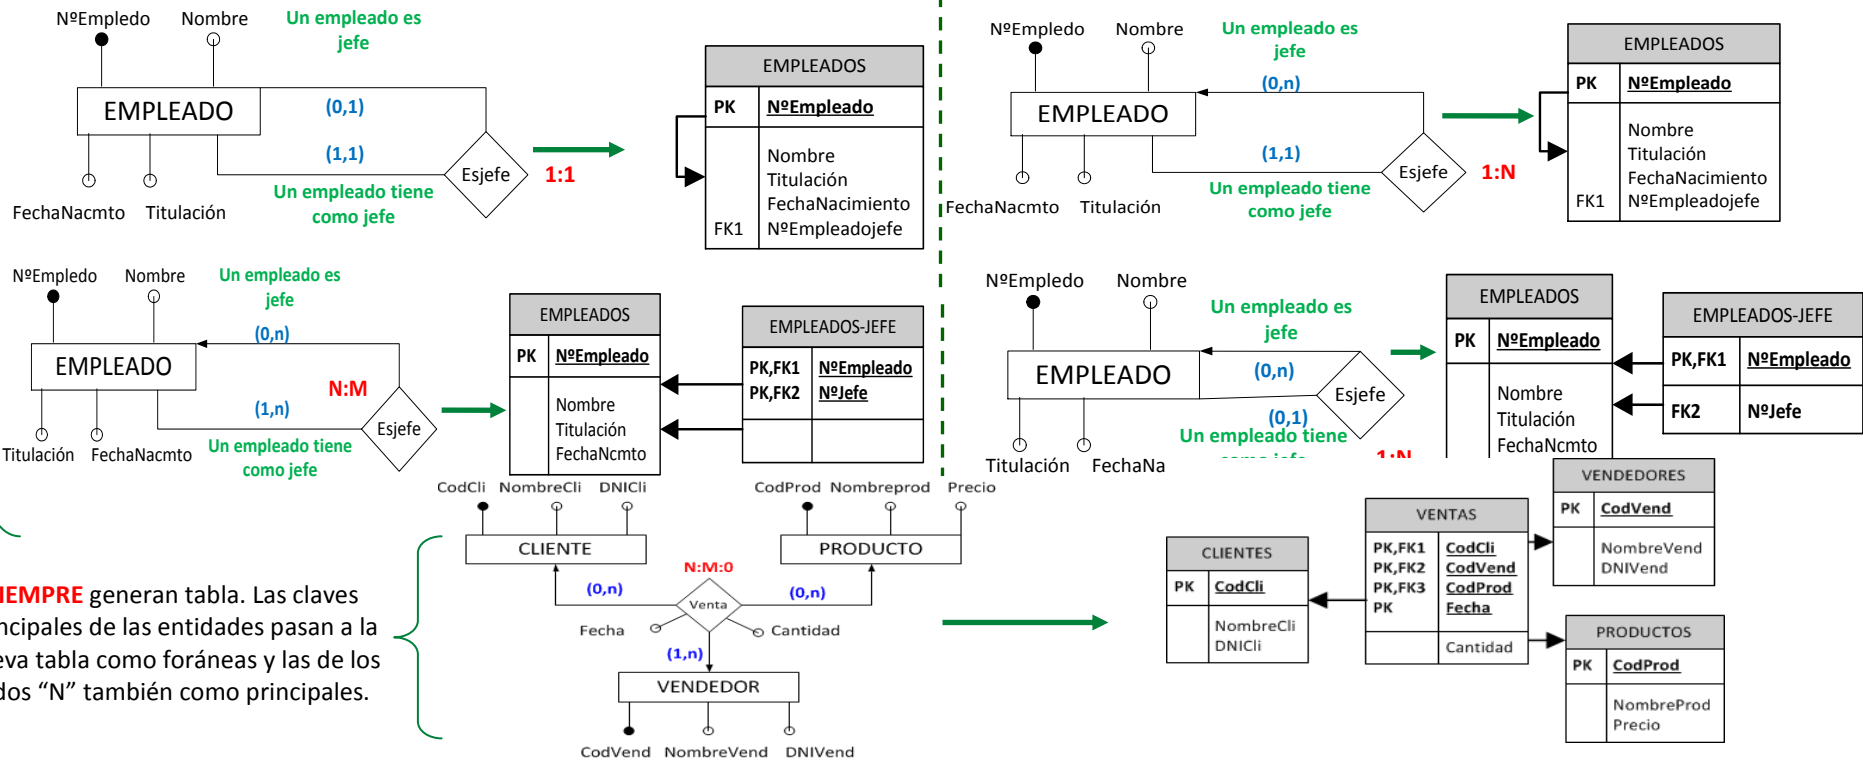 NºEmpledo Nombre
Un empleado es
jefe
EMPLEADO
(0,1)
(1,1)
Esjefe
1:1
Un empleado tiene
como jefe
FechaNacmto Titulación
EMPLEADOS
PK NºEmpleado
Nombre
Titulación
FechaNacimiento
FK1 NºEmpleadojefe
NºEmpledo Nombre
Un empleado es
jefe
(0,n)
EMPLEADO
(1,1)
Esjefe
1:N
Un empleado tiene
como jefe
FechaNacmto Titulación
EMPLEADOS
PK NºEmpleado
Nombre
Titulación
FechaNacimiento
FK1 NºEmpleadojefe
NºEmpledo Nombre
Un empleado es
jefe
(0,n)
EMPLEADO
N:M
(1,n)
Esjefe
Un empleado tiene
como jefe
Titulación FechaNacmto
EMPLEADOS
PK NºEmpleado
Nombre
Titulación
FechaNcmto
EMPLEADOS-JEFE
PK,FK1 NºEmpleado
PK,FK2 NºJefe
NºEmpledo Nombre
Un empleado es
jefe
(0,n)
EMPLEADO
Esjefe
(0,1)
Un empleado tiene
como jefe
1:N
Titulación FechaNa
EMPLEADOS
PK NºEmpleado
Nombre
Titulación
FechaNcmto
EMPLEADOS-JEFE
PK,FK1 NºEmpleado
FK2 NºJefe
IEMPRE generan tabla. Las claves
ncipales de las entidades pasan a la
eva tabla como foráneas y las de los
dos “N” también como principales.
CodCli NombreCli DNICli
CLIENTE
CodProd Nombreprod Precio
PRODUCTO
N:M:0
(0,n)
(0,n)
Venta
Fecha
Cantidad
(1,n)
VENDEDOR
CodVend NombreVend DNIVend
CLIENTES
PK CodCli
NombreCli
DNICli
VENTAS
PK,FK1 CodCli
PK,FK2 CodVend
PK,FK3 CodProd
PK Fecha
Cantidad
VENDEDORES
PK CodVend
NombreVend
DNIVend
PRODUCTOS
PK CodProd
NombreProd
Precio